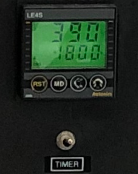 LE4S
390
1800
RST MD
Autonics
TIMER